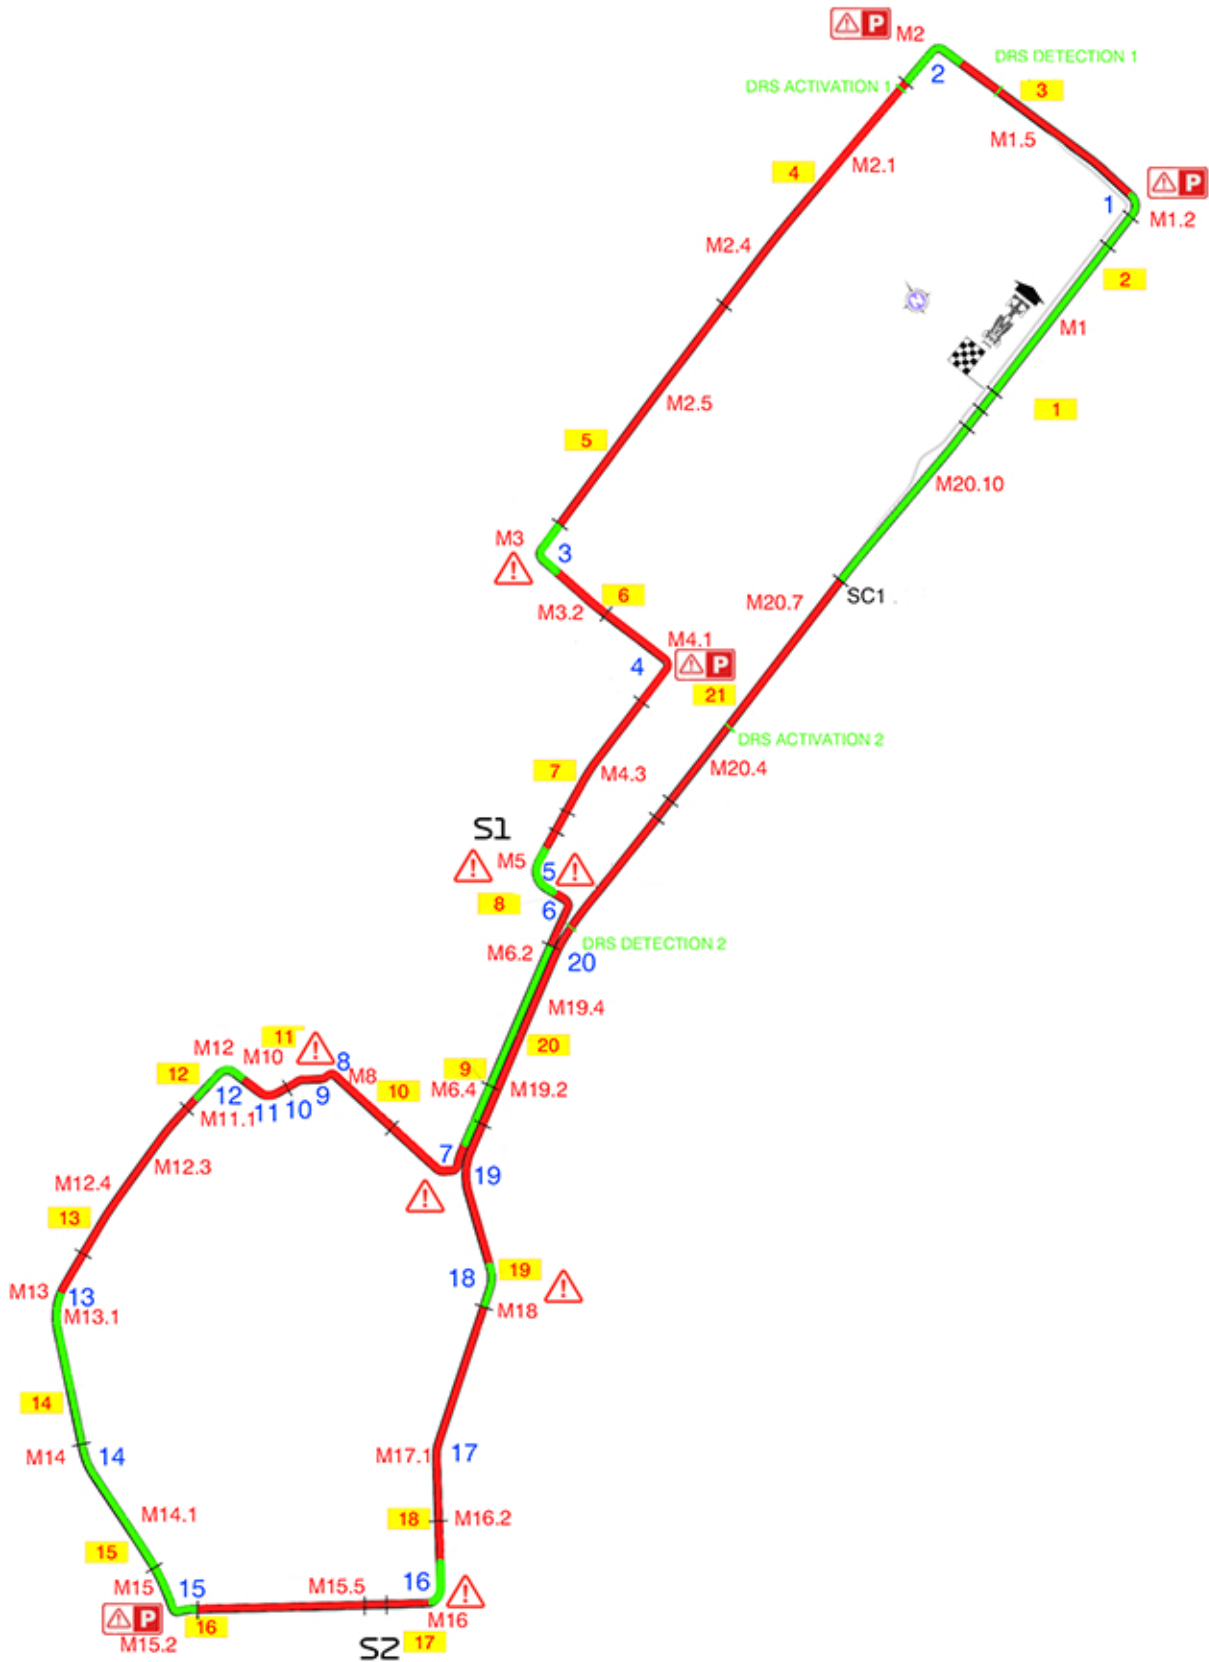 P M2
DRS DETECTION 1
2
DRS ACTIVATION 1
3
M1.5
M2.1
4
P
1
M1.2
M2.4
2
N
M1
M2.5
1
5
M20.10
M3
3
SC1
6
M20.7
M3.2
M4.1
4
P
21
DRS ACTIVATION 2
M20.4
7
M4.3
S1
M5
5
8
6
DRS DETECTION 2
M6.2
20
M19.4
11
20
M12
M10
8
9
12
M8
M6.4
M19.2
12
9
10
11
10
M11.1
7
M12.3
19
M12.4
13
18
19
M13
13
M18
M13.1
14
M14
14
M17.1
17
M14.1
18
M16.2
15
M15
15
M15.5
16
P
16
M16
M15.2
S2
17